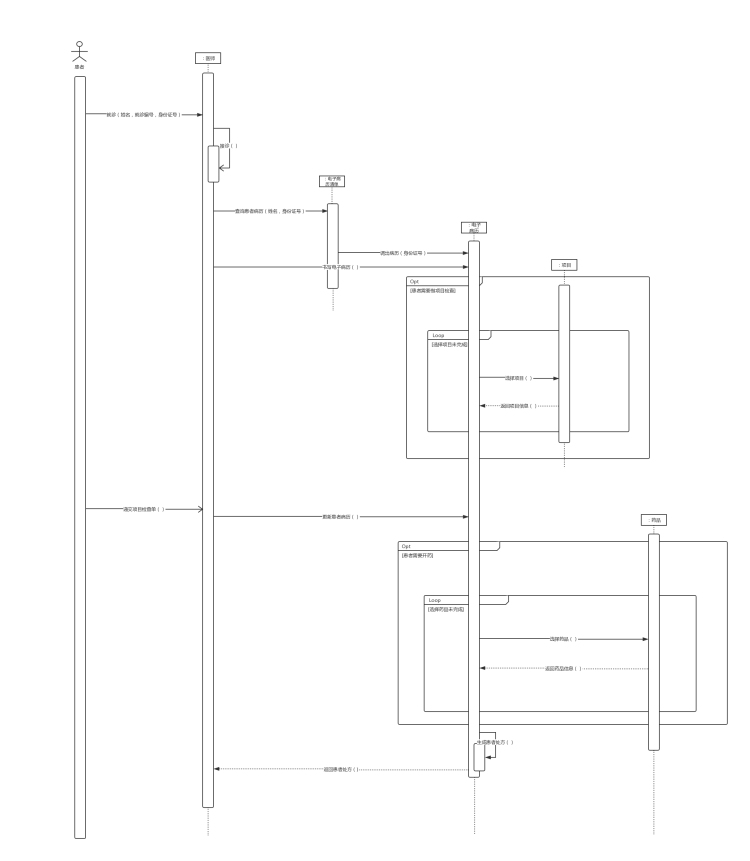 患者
：医师
就诊（姓名，就诊编号，身份证号）
接诊（ ）
：电子病
历清单
查询患者病历（姓名，身份证号）
：电子
病历
调出病历（身份证号）
书写电子病历（ ）
：项目
Opt
[患者需要做项目检查]
Loop
[选择项目未完成]
选择项目（ ）
返回项目信息（ ）
递交项目检查单（ ）
更新患者病历（ ）
：药品
Opt
[患者需要开药]
Loop
[选择药品未完成]
选择药品（ ）
返回药品信息（ ）
生成患者处方（ ）
返回患者处方（ ）